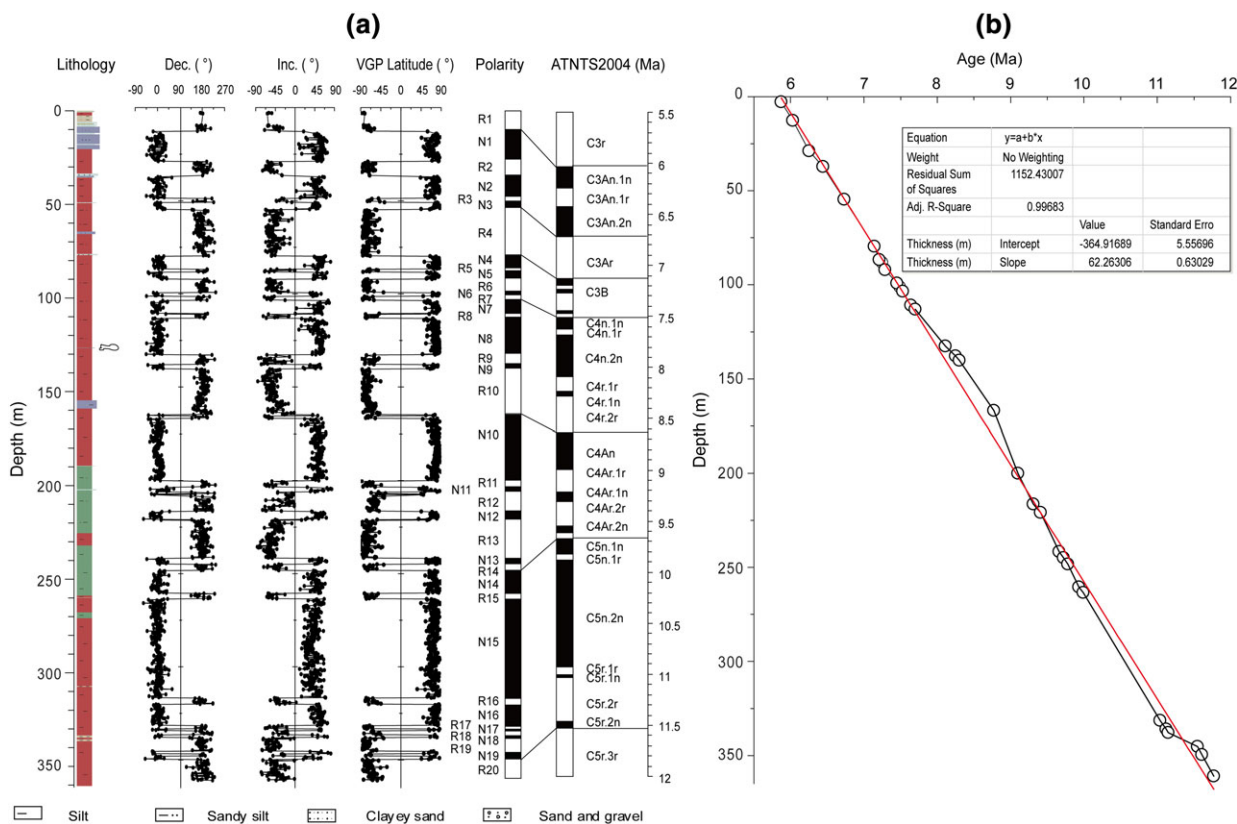 (a)
Lithology Dec. ( ° ) Inc. ( ° ) VGP Latitude ( ° ) Polarity ATNTS2004 (Ma)
-90 0 90 180 270 -90 0 45 90 -90 0 45 90
Depth (m)
0
50
100
150
200
250
300
350
R1
N1
R2
N2
R3
N3
R4
N4
R5
N5
R6
N6
R7
N7
R8
N8
R9
N9
R10
N10
R11
N11
R12
N12
R13
N13
R14
N14
R15
N15
R16
N16
R17
N17
R18
N18
R19
N19
R20
C3r
C3An.1n
C3An.1r
C3An.2n
C3Ar
C3B
C4n.1n
C4n.1r
C4n.2n
C4r.1r
C4r.1n
C4r.2r
C4An
C4Ar.1r
C4Ar.1n
C4Ar.2r
C4Ar.2n
C5n.1n
C5n.1r
C5n.2n
C5r.1r
C5r.1n
C5r.2r
C5r.2n
C5r.3r
5.5
6
6.5
7
7.5
8
8.5
9
9.5
10
10.5
11
11.5
12
Silt Sandy silt Clayey sand Sand and gravel
(b)
Age (Ma)
6 7 8 9 10 11 12
Depth (m)
0
50
100
150
200
250
300
350
Equation y=a+b*x
Weight No Weighting
Residual Sum 1152.43007
of Squares
Adj. R-Square 0.99683
Value Standard Erro
Thickness (m) Intercept -364.91689 5.55696
Thickness (m) Slope 62.26306 0.63029